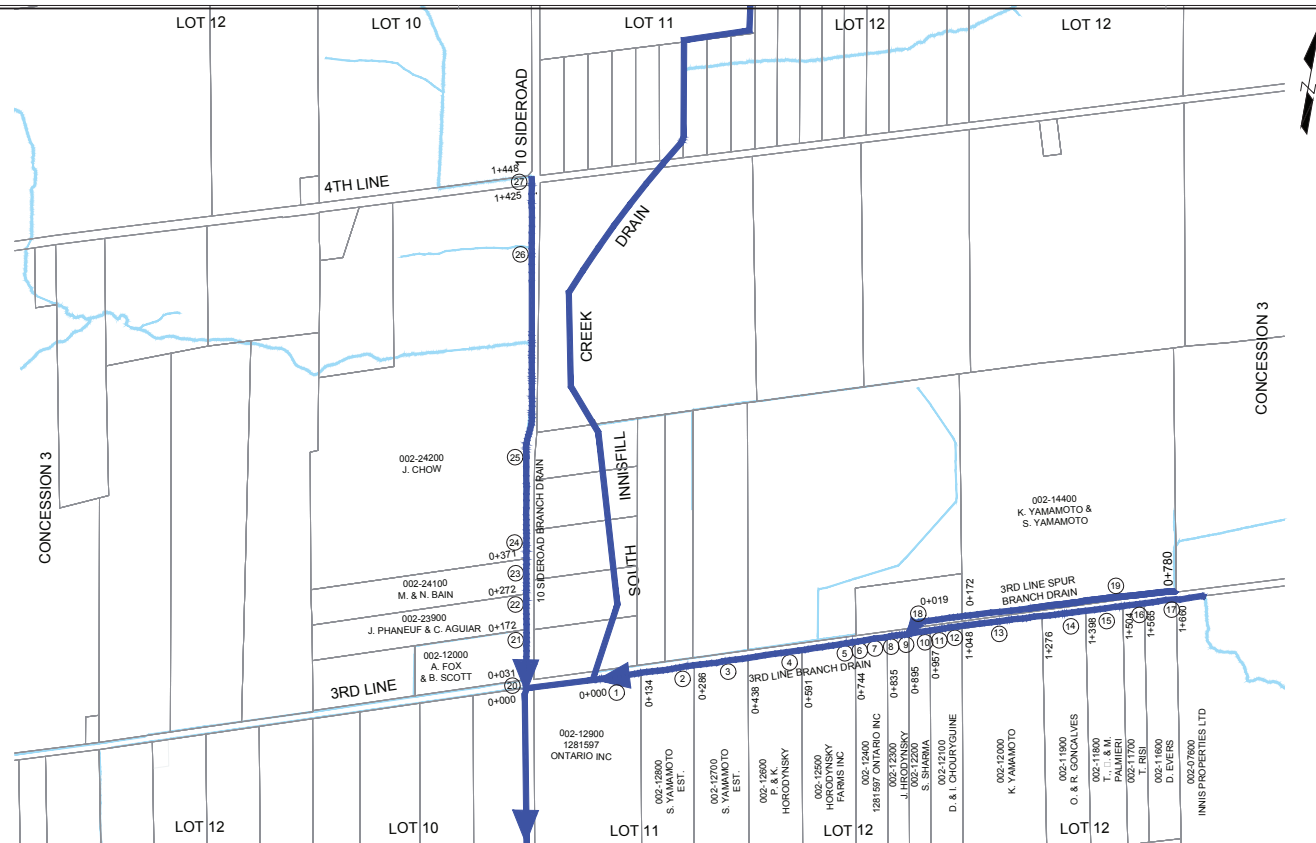 LOT 12
LOT 10
LOT 11
LOT 12
LOT 12
10 SIDEROAD
1+448
27
4TH LINE
1+425
26
DRAIN
CREEK
INNISFILL
SOUTH
CONCESSION 3
CONCESSION 3
002-24200
J. CHOW
25
10 SIDEROAD BRANCH DRAIN
24
0+371
23
002-24100
M. & N. BAIN
0+272
22
002-23900
J. PHANEUF & C. AGUIAR
0+172
21
002-12000
A. FOX
& B. SCOTT
0+031
20
0+000
3RD LINE
002-14400
K. YAMAMOTO &
S. YAMAMOTO
0+780
3RD LINE SPUR
BRANCH DRAIN
19
0+172
0+019
18
0+000
1
2
3
4
5
6
7
8
9
10
11
12
13
14
15
16
17
3RD LINE BRANCH DRAIN
0+134
0+286
0+438
0+591
0+744
0+835
0+895
0+957
1+048
1+276
1+398
1+504
1+565
1+660
002-12900
1281597
ONTARIO INC
002-12800
S. YAMAMOTO
EST.
002-12700
S. YAMAMOTO
EST.
002-12600
P. & K.
HORODYNSKY
002-12500
HORODYNSKY
FARMS INC
002-12400
1281597 ONTARIO INC
002-12300
J. HRODYNSKY
002-12200
S. SHARMA
002-12100
D. & I. CHOURYGUINE
002-12000
K. YAMAMOTO
002-11900
O. & R. GONCALVES
002-11800
T., & M.
PALMIERI
002-11700
T. RISI
002-11600
D. EVERS
002-07600
INNIS PROPERTIES LTD
LOT 12
LOT 10
LOT 11
LOT 12
LOT 12